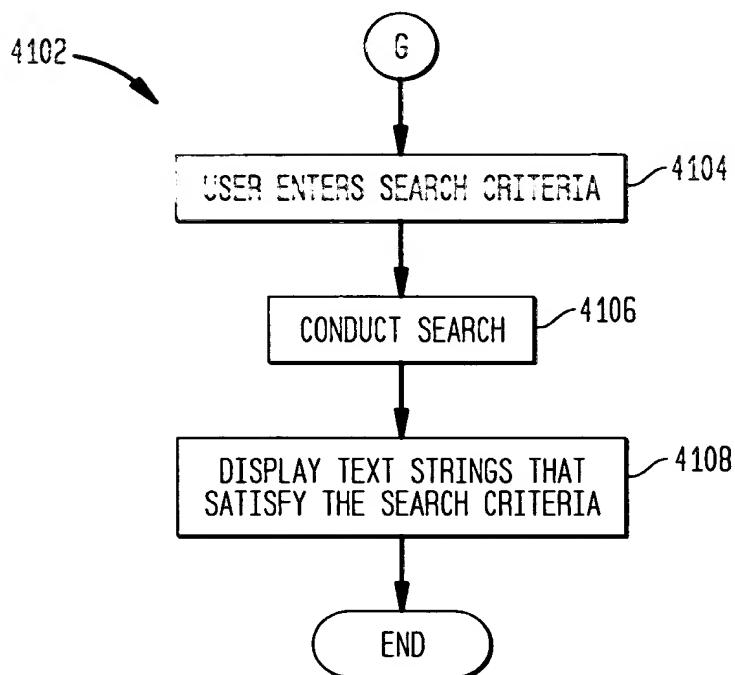 4102
G
USER ENTERS SEARCH CRITERIA
4104
CONDUCT SEARCH
4106
DISPLAY TEXT STRINGS THAT
SATISFY THE SEARCH CRITERIA
4108
END